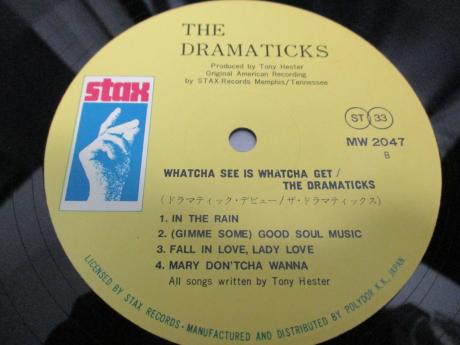 THE
DRAMATICKS
Produced by Tony Hester
Original American Recording
by STAX-Records Memphis/Tennessee
stax
ST 33
MW 2047
B
WHATCHA SEE IS WHATCHA GET /
THE DRAMATICKS
(ドラマティック・デビュー/ザ・ドラマティックス)
1. IN THE RAIN
2. (GIMME SOME) GOOD SOUL MUSIC
3. FALL IN LOVE, LADY LOVE
4. MARY DON'TCHA WANNA
All songs written by Tony Hester
LICENSED BY STAX RECORDS · MANUFACTURED AND DISTRIBUTED BY POLYDOR K.K. JAPAN.